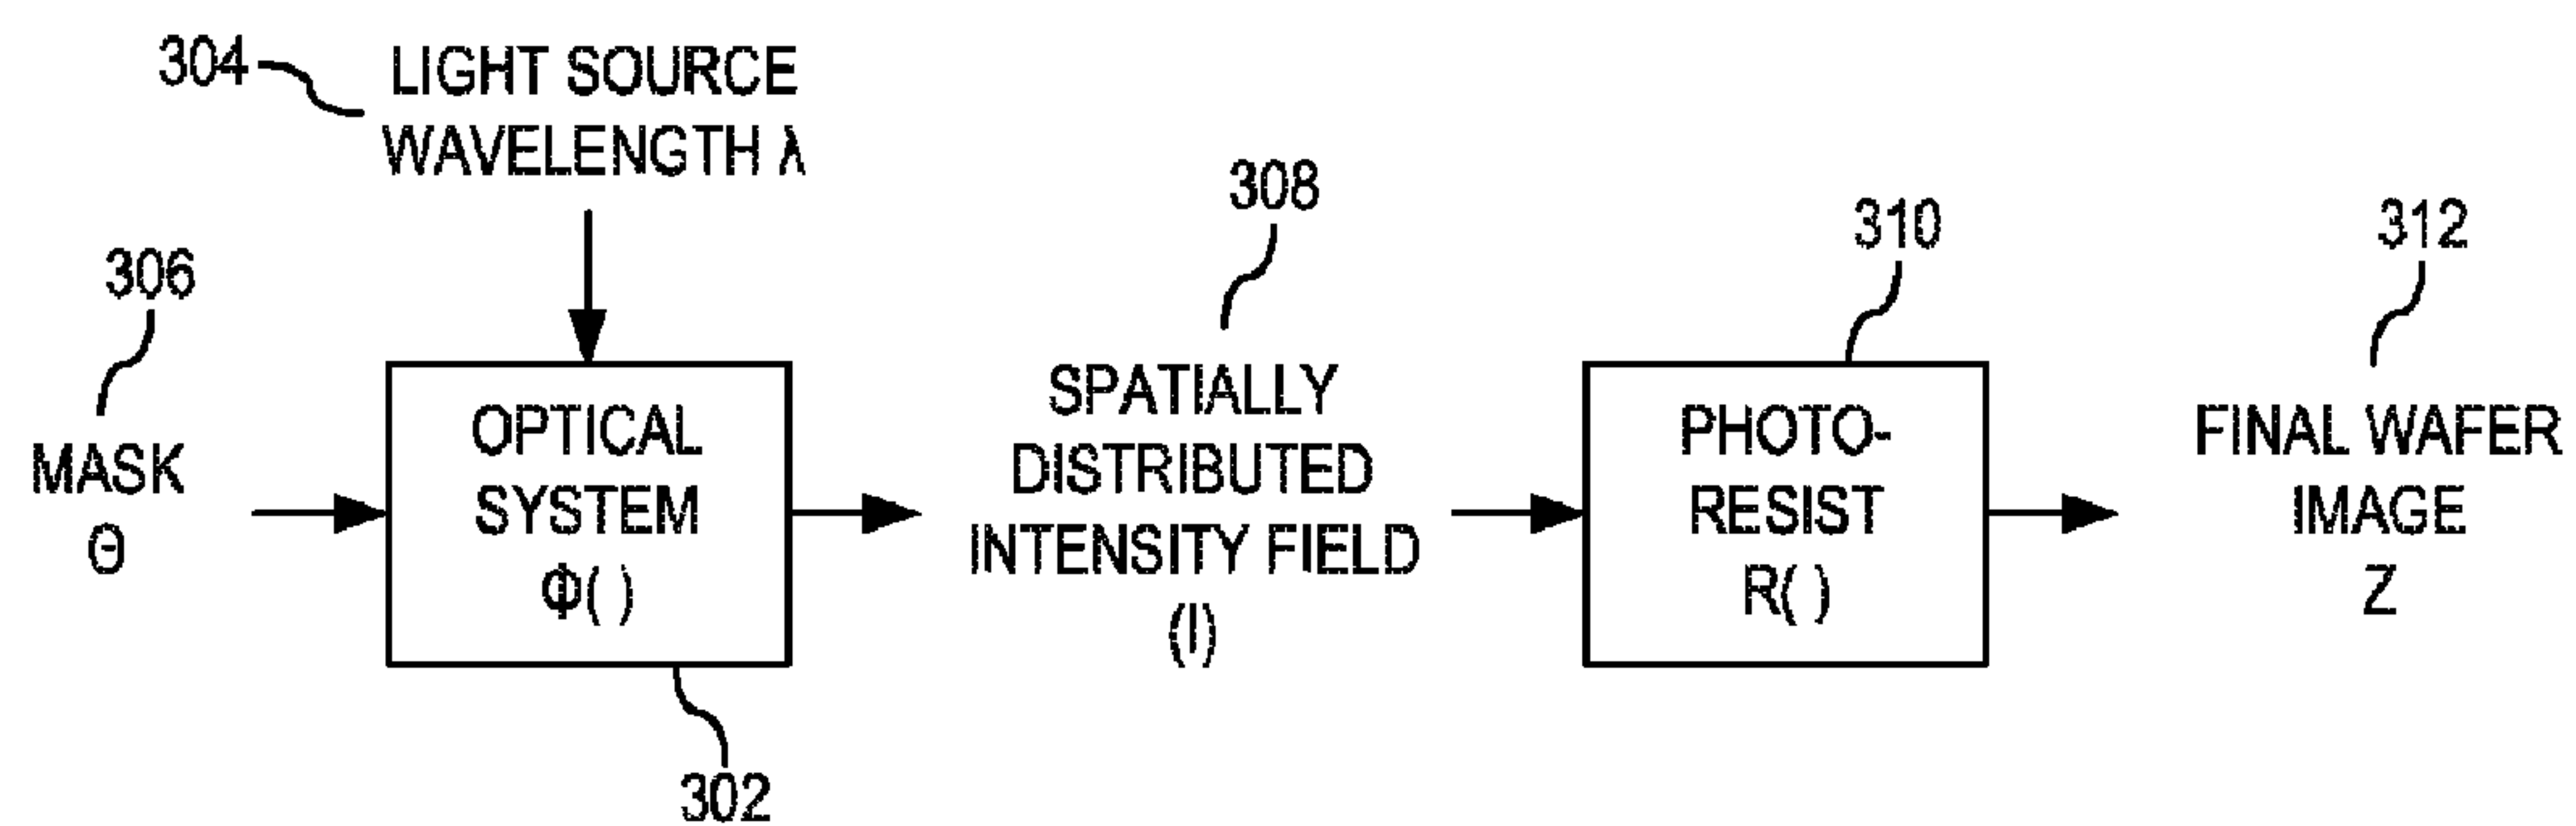 304
LIGHT SOURCE
WAVELENGTH λ
306
MASK
Θ
OPTICAL
SYSTEM
Φ( )
302
308
SPATIALLY
DISTRIBUTED
INTENSITY FIELD
(I)
310
PHOTO-
RESIST
R( )
312
FINAL WAFER
IMAGE
Z